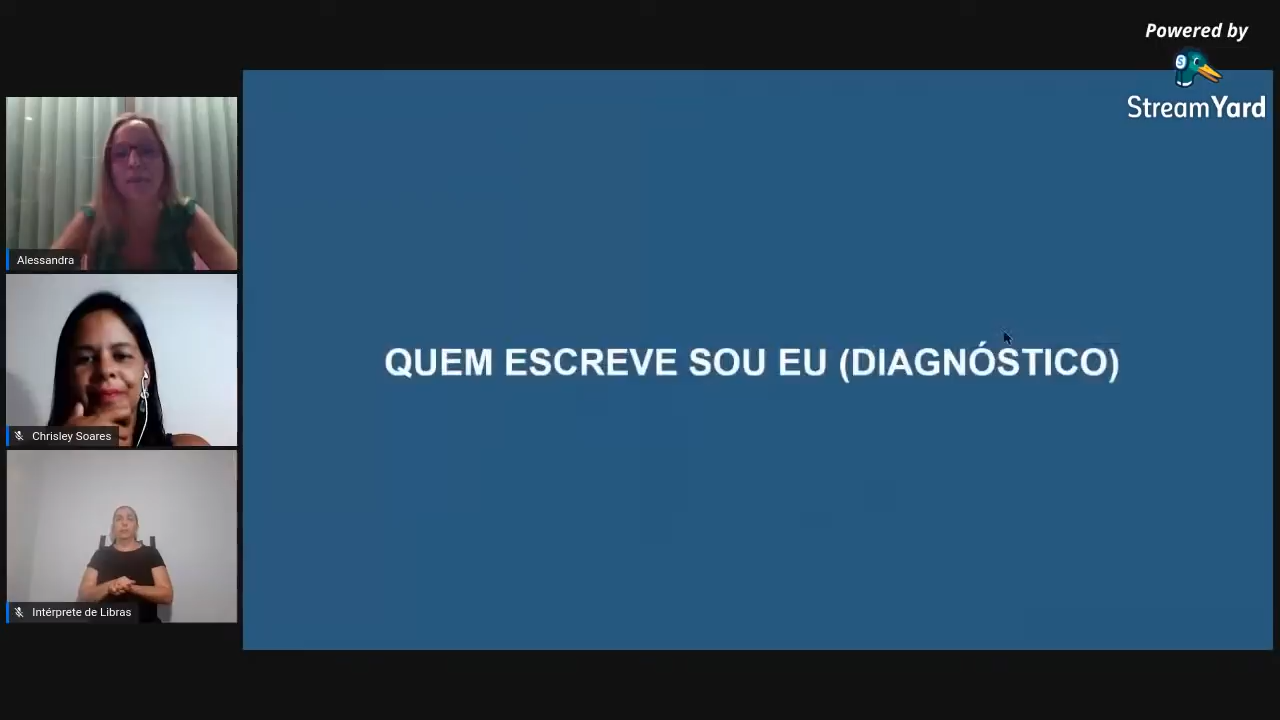 Powered by
StreamYard
Alessandra
Chrisley Soares
Intérprete de Libras
QUEM ESCREVE SOU EU (DIAGNÓSTICO)